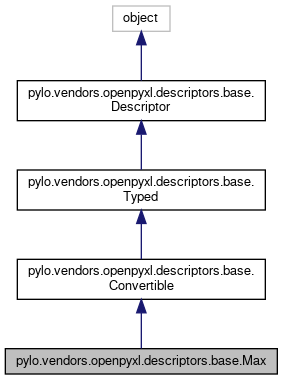 object
pylo.vendors.openpyxl.descriptors.base.
Descriptor
pylo.vendors.openpyxl.descriptors.base.
Typed
pylo.vendors.openpyxl.descriptors.base.
Convertible
pylo.vendors.openpyxl.descriptors.base.Max